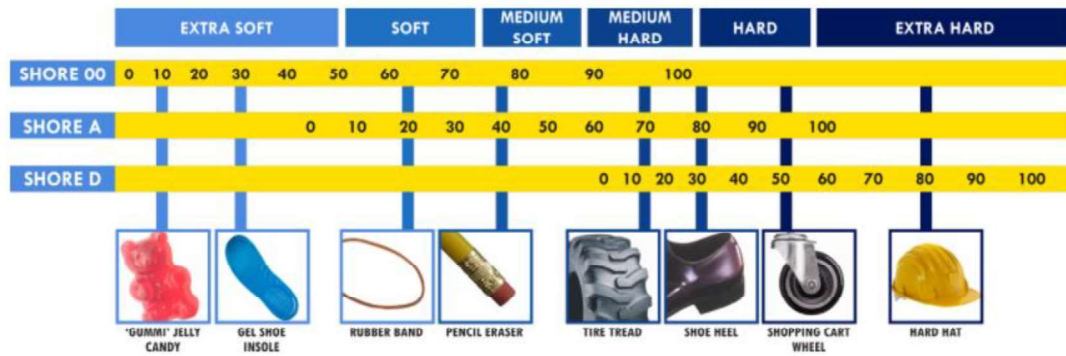 EXTRA SOFT SOFT MEDIUM SOFT MEDIUM HARD HARD EXTRA HARD
SHORE 00 0 10 20 30 40 50 60 70 80 90 100
SHORE A 0 10 20 30 40 50 60 70 80 90 100
SHORE D 0 10 20 30 40 50 60 70 80 90 100
'GUMMI' JELLY CANDY
GEL SHOE INSOLE
RUBBER BAND
PENCIL ERASER
TIRE TREAD
SHOE HEEL
SHOPPING CART WHEEL
HARD HAT